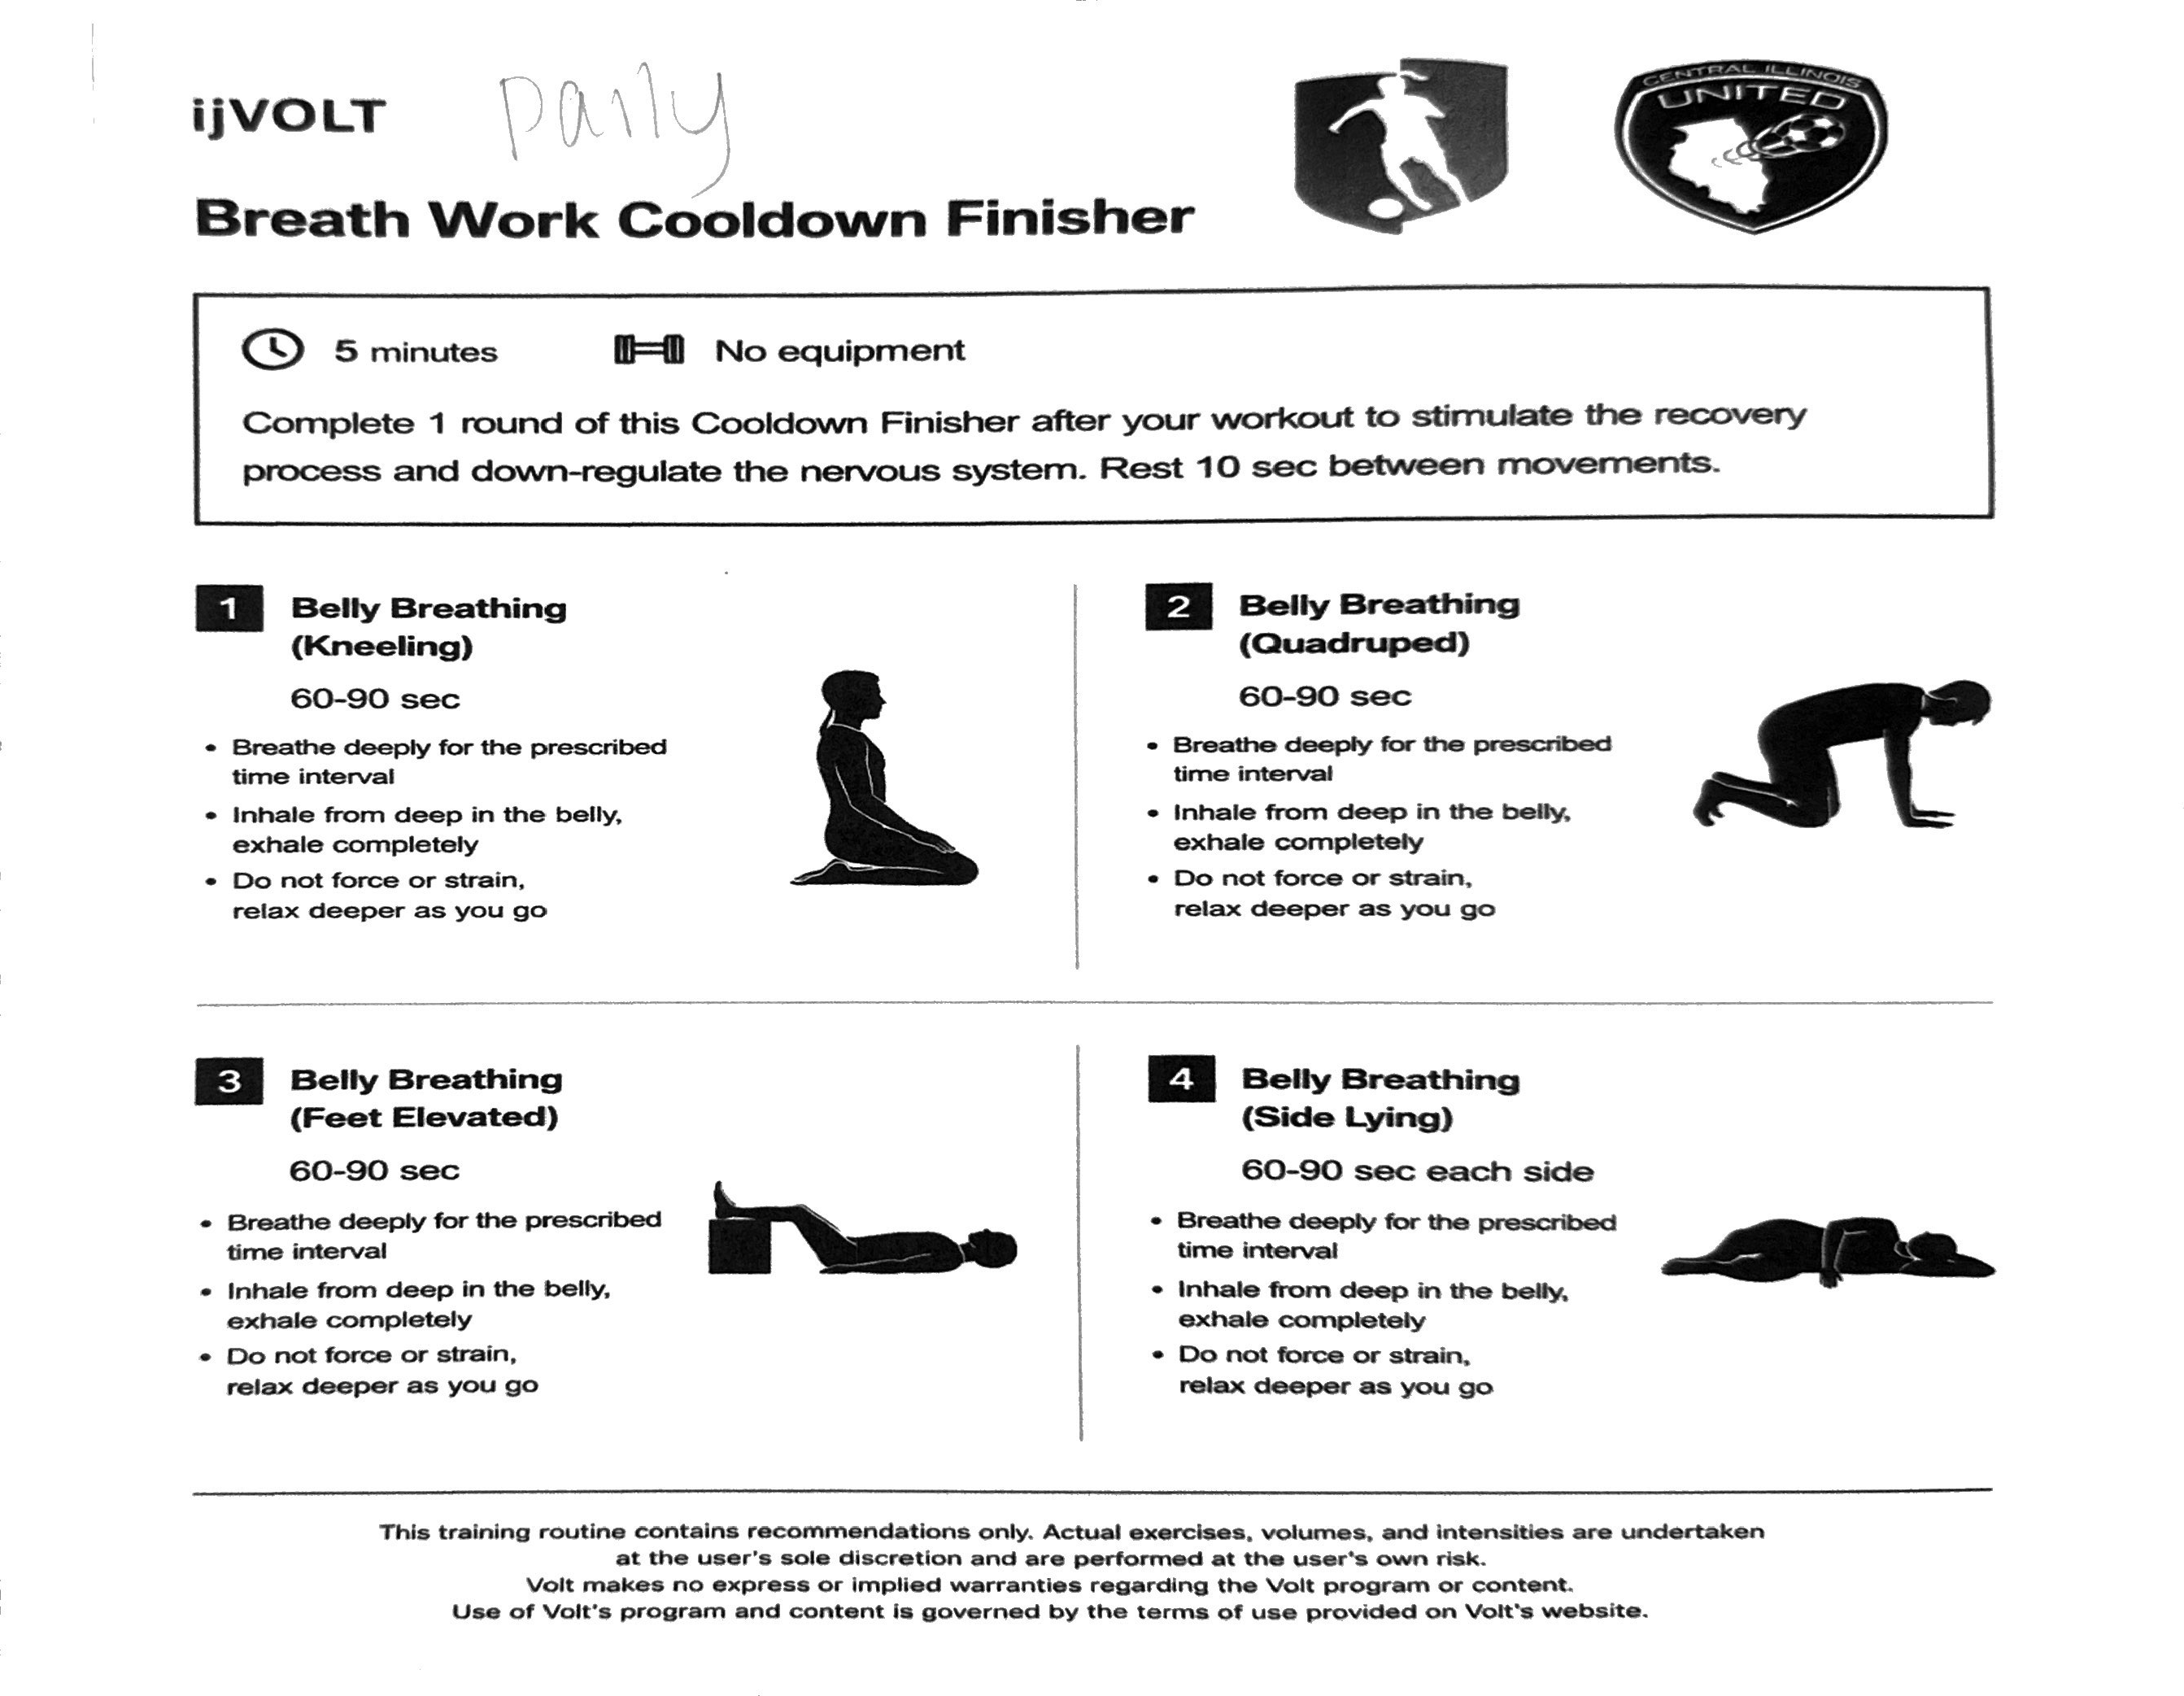 ijVOLT
Daily
CENTRAL ILLINOIS
UNITED
Breath Work Cooldown Finisher
5 minutes
No equipment
Complete 1 round of this Cooldown Finisher after your workout to stimulate the recovery
process and down-regulate the nervous system. Rest 10 sec between movements.
1
Belly Breathing
(Kneeling)
60-90 sec
• Breathe deeply for the prescribed
time interval
• Inhale from deep in the belly,
exhale completely
• Do not force or strain,
relax deeper as you go
2
Belly Breathing
(Quadruped)
60-90 sec
• Breathe deeply for the prescribed
time interval
• Inhale from deep in the belly,
exhale completely
• Do not force or strain,
relax deeper as you go
3
Belly Breathing
(Feet Elevated)
60-90 sec
• Breathe deeply for the prescribed
time interval
• Inhale from deep in the belly,
exhale completely
• Do not force or strain,
relax deeper as you go
4
Belly Breathing
(Side Lying)
60-90 sec each side
• Breathe deeply for the prescribed
time interval
• Inhale from deep in the belly,
exhale completely
• Do not force or strain,
relax deeper as you go
This training routine contains recommendations only. Actual exercises, volumes, and intensities are undertaken
at the user's sole discretion and are performed at the user's own risk.
Volt makes no express or implied warranties regarding the Volt program or content.
Use of Volt's program and content is governed by the terms of use provided on Volt's website.